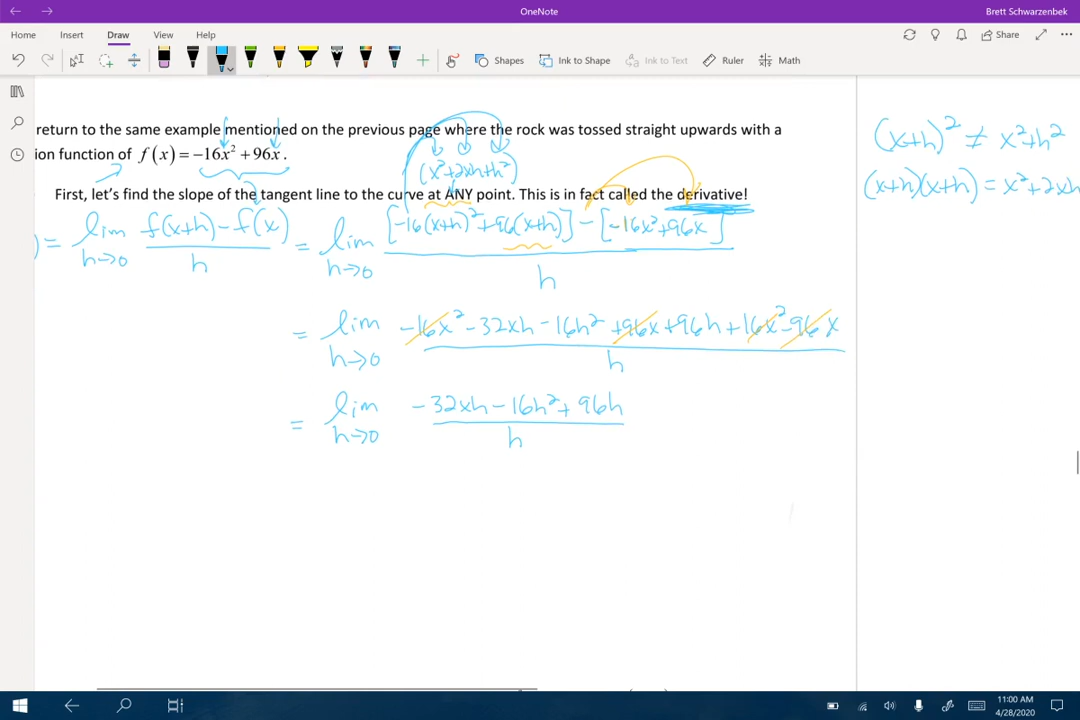 OneNote
Brett Schwarzenbek
Home Insert Draw View Help
Share
Shapes Ink to Shape Ink to Text Ruler Math
return to the same example mentioned on the previous page where the rock was tossed straight upwards with a
ion function of f(x) = −16x² + 96x.
(x²+2xh+h²)
First, let's find the slope of the tangent line to the curve at ANY point. This is in fact called the derivative!
) = lim h→0 f(x+h) − f(x) / h = lim h→0 [−16(x+h)² + 96(x+h)] − [−16x² + 96x] / h
= lim h→0 −16x² − 32xh − 16h² + 96x + 96h + 16x² − 96x / h
= lim h→0 −32xh − 16h² + 96h / h
(x+h)² ≠ x² + h²
(x+h)(x+h) = x² + 2xh
11:00 AM
4/28/2020